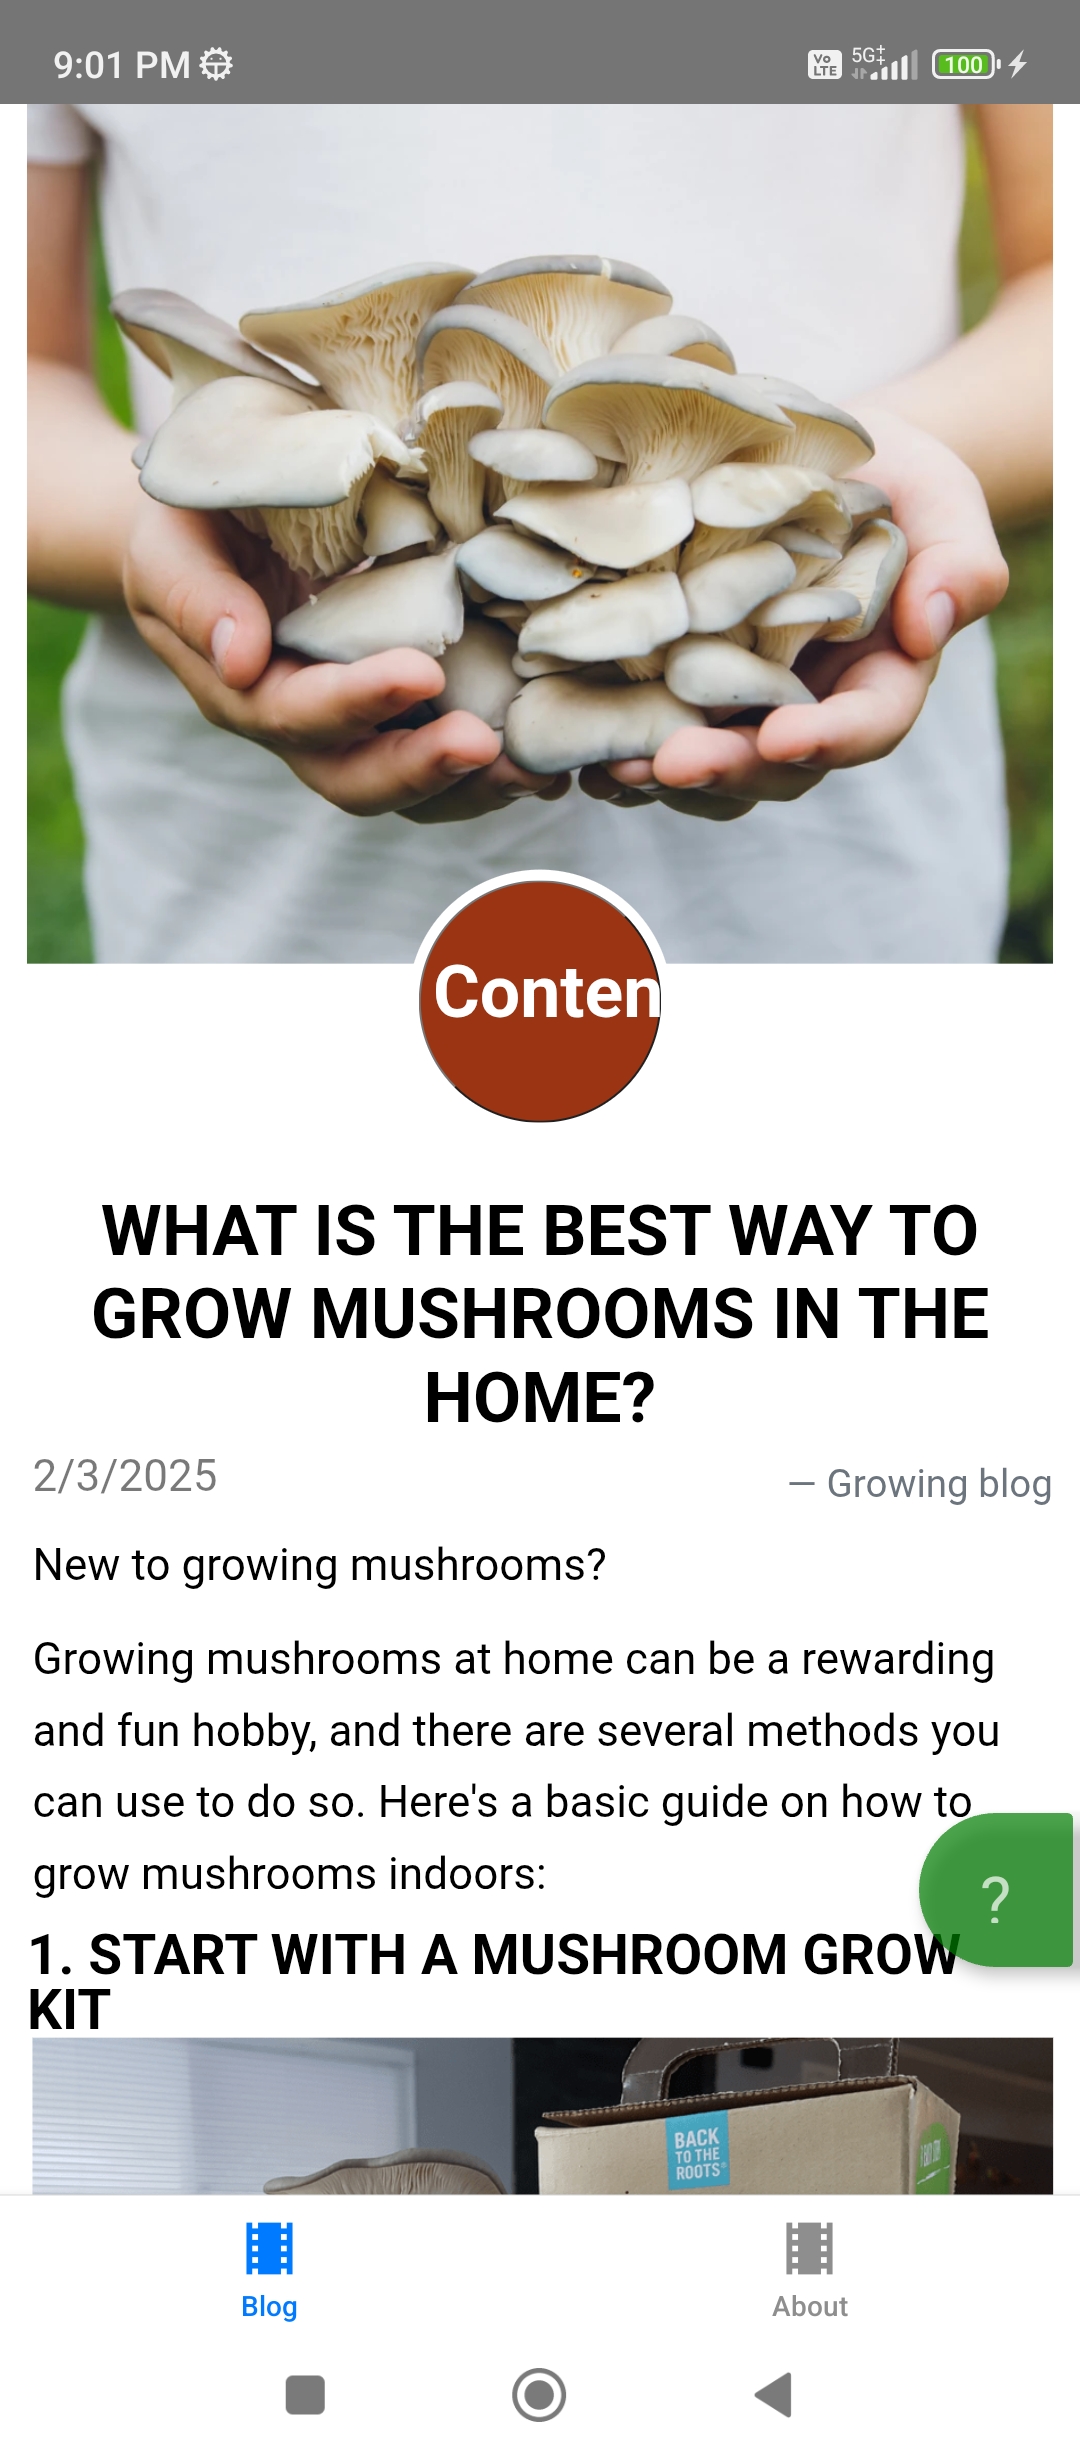 9:01 PM
Vo LTE 5G‡ 100
Conten
WHAT IS THE BEST WAY TO
GROW MUSHROOMS IN THE
HOME?
2/3/2025
— Growing blog
New to growing mushrooms?
Growing mushrooms at home can be a rewarding
and fun hobby, and there are several methods you
can use to do so. Here's a basic guide on how to
grow mushrooms indoors:
?
1. START WITH A MUSHROOM GROW
KIT
BACK
TO THE
ROOTS®
Blog
About